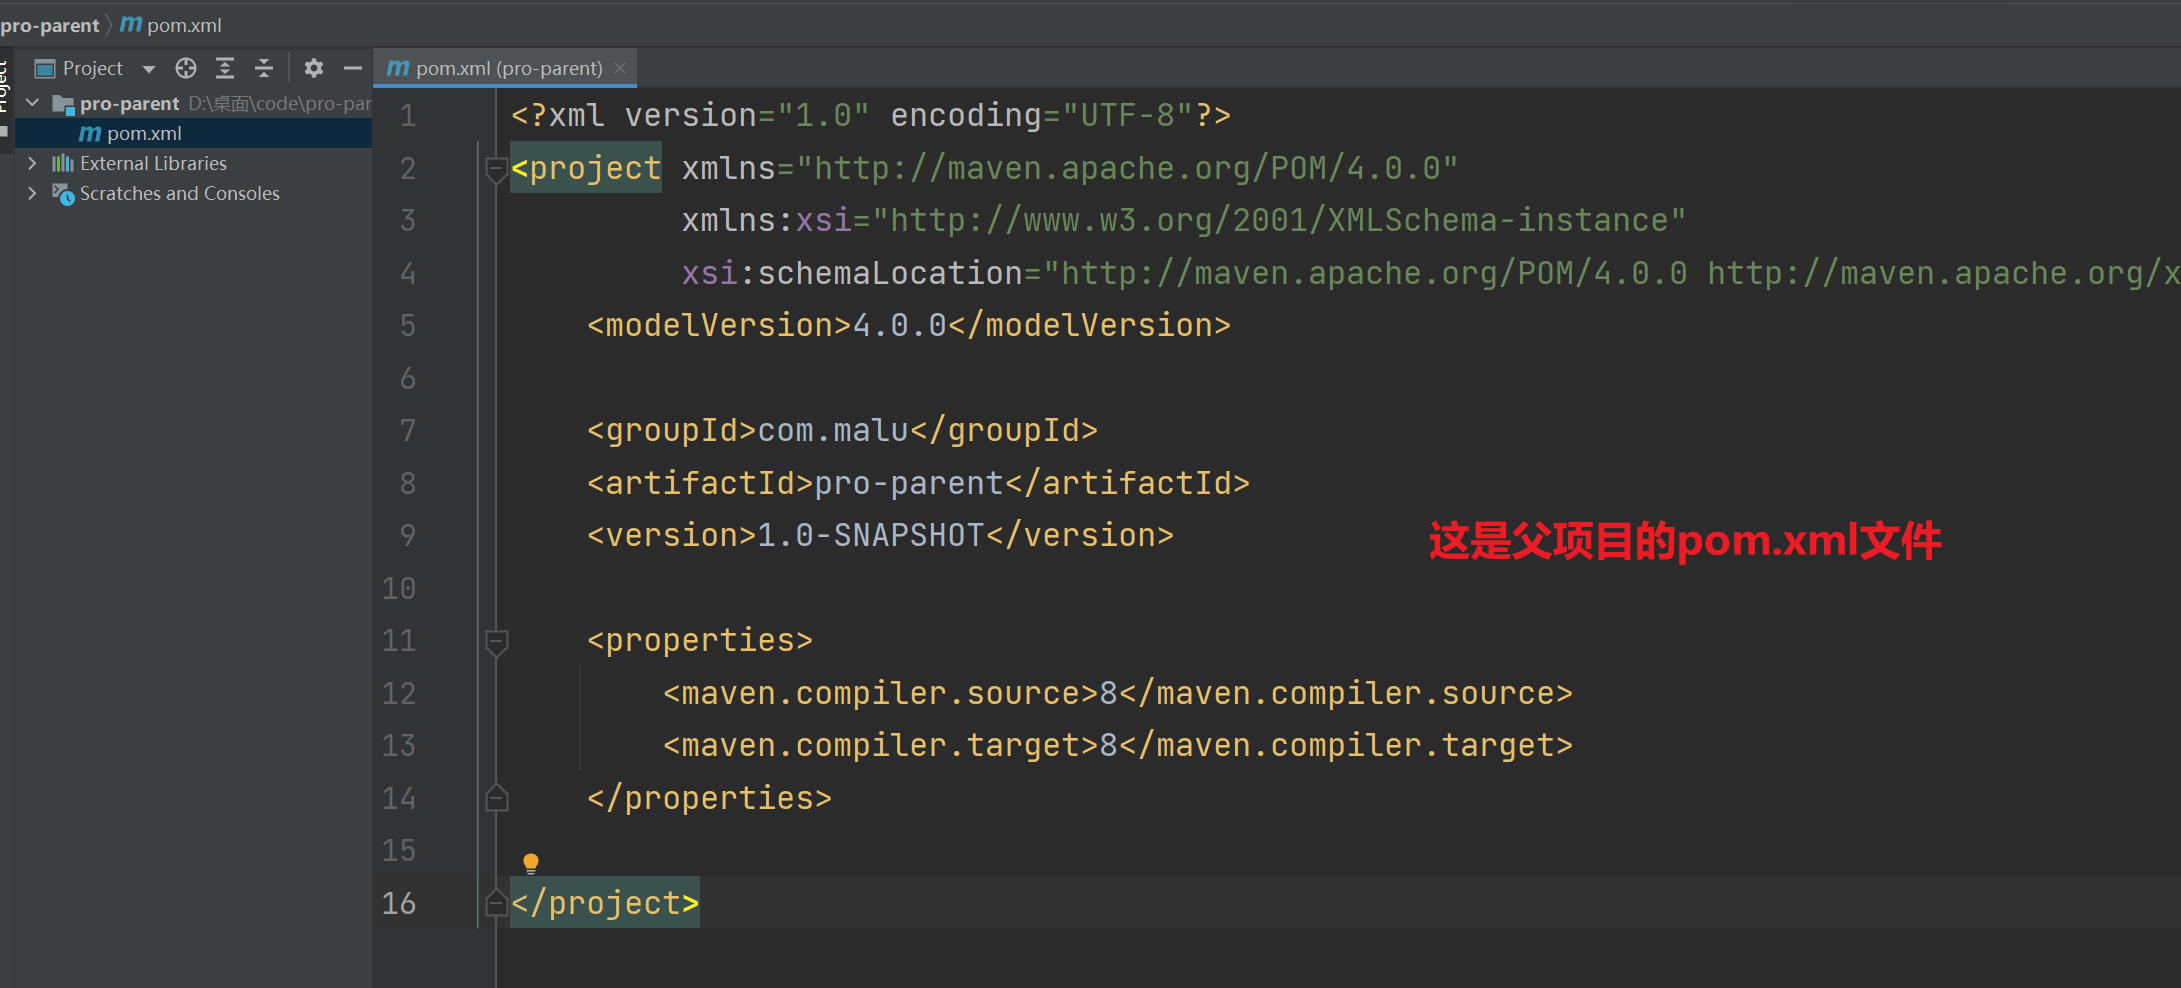 pro-parent pom.xml
Project
Project
pom.xml (pro-parent)
pro-parent D:\桌面\code\pro-par
pom.xml
External Libraries
Scratches and Consoles
1 <?xml version="1.0" encoding="UTF-8"?>
2 <project xmlns="http://maven.apache.org/POM/4.0.0"
3 xmlns:xsi="http://www.w3.org/2001/XMLSchema-instance"
4 xsi:schemaLocation="http://maven.apache.org/POM/4.0.0 http://maven.apache.org/x
5 <modelVersion>4.0.0</modelVersion>
6
7 <groupId>com.malu</groupId>
8 <artifactId>pro-parent</artifactId>
9 <version>1.0-SNAPSHOT</version>
这是父项目的pom.xml文件
10
11 <properties>
12 <maven.compiler.source>8</maven.compiler.source>
13 <maven.compiler.target>8</maven.compiler.target>
14 </properties>
15
16 </project>